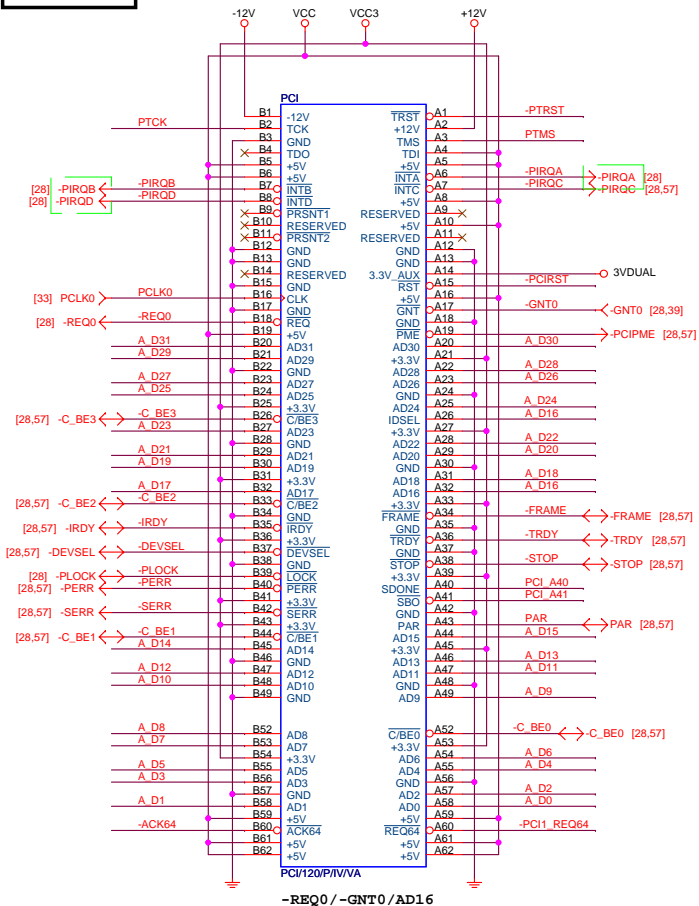 -12V VCC VCC3 +12V
PCI
B1 -12V TRST A1 -PTRST
PTCK B2 TCK +12V A2
B3 GND TMS A3 PTMS
B4 TDO TDI A4
B5 +5V +5V A5
B6 +5V INTA A6 -PIRQA -PIRQA [28]
[28] -PIRQB -PIRQB B7 INTB INTC A7 -PIRQC -PIRQC [28,57]
[28] -PIRQD -PIRQD B8 INTD +5V A8
B9 PRSNT1 RESERVED A9
B10 RESERVED +5V A10
B11 PRSNT2 RESERVED A11
B12 GND GND A12
B13 GND GND A13
B14 RESERVED 3.3V_AUX A14 3VDUAL
B15 GND RST A15 -PCIRST
[33] PCLK0 PCLK0 B16 CLK +5V A16
B17 GND GNT A17 -GNT0 -GNT0 [28,39]
[28] -REQ0 -REQ0 B18 REQ GND A18
B19 +5V PME A19 -PCIPME [28,57]
A_D31 B20 AD31 AD30 A20 A_D30
A_D29 B21 AD29 +3.3V A21
B22 GND AD28 A22 A_D28
A_D27 B23 AD27 AD26 A23 A_D26
A_D25 B24 AD25 GND A24
B25 +3.3V AD24 A25 A_D24
[28,57] -C_BE3 -C_BE3 B26 C/BE3 IDSEL A26 A_D16
A_D23 B27 AD23 +3.3V A27
B28 GND AD22 A28 A_D22
A_D21 B29 AD21 AD20 A29 A_D20
A_D19 B30 AD19 GND A30
B31 +3.3V AD18 A31 A_D18
A_D17 B32 AD17 AD16 A32 A_D16
[28,57] -C_BE2 -C_BE2 B33 C/BE2 +3.3V A33
B34 GND FRAME A34 -FRAME -FRAME [28,57]
[28,57] -IRDY -IRDY B35 IRDY GND A35
B36 +3.3V TRDY A36 -TRDY -TRDY [28,57]
[28,57] -DEVSEL -DEVSEL B37 DEVSEL GND A37
B38 GND STOP A38 -STOP -STOP [28,57]
[28] -PLOCK -PLOCK B39 LOCK +3.3V A39
[28,57] -PERR -PERR B40 PERR SDONE A40 PCI_A40
B41 +3.3V SBO A41 PCI_A41
[28,57] -SERR -SERR B42 SERR GND A42
B43 +3.3V PAR A43 PAR PAR [28,57]
[28,57] -C_BE1 -C_BE1 B44 C/BE1 AD15 A44 A_D15
A_D14 B45 AD14 +3.3V A45
B46 GND AD13 A46 A_D13
A_D12 B47 AD12 AD11 A47 A_D11
A_D10 B48 AD10 GND A48
B49 GND AD9 A49 A_D9
A_D8 B52 AD8 C/BE0 A52 -C_BE0 -C_BE0 [28,57]
A_D7 B53 AD7 +3.3V A53
B54 +3.3V AD6 A54 A_D6
A_D5 B55 AD5 AD4 A55 A_D4
A_D3 B56 AD3 GND A56
B57 GND AD2 A57 A_D2
A_D1 B58 AD1 AD0 A58 A_D0
B59 +5V +5V A59
-ACK64 B60 ACK64 REQ64 A60 -PCI1_REQ64
B61 +5V +5V A61
B62 +5V +5V A62
PCI/120/P/IV/VA
-REQ0/-GNT0/AD16